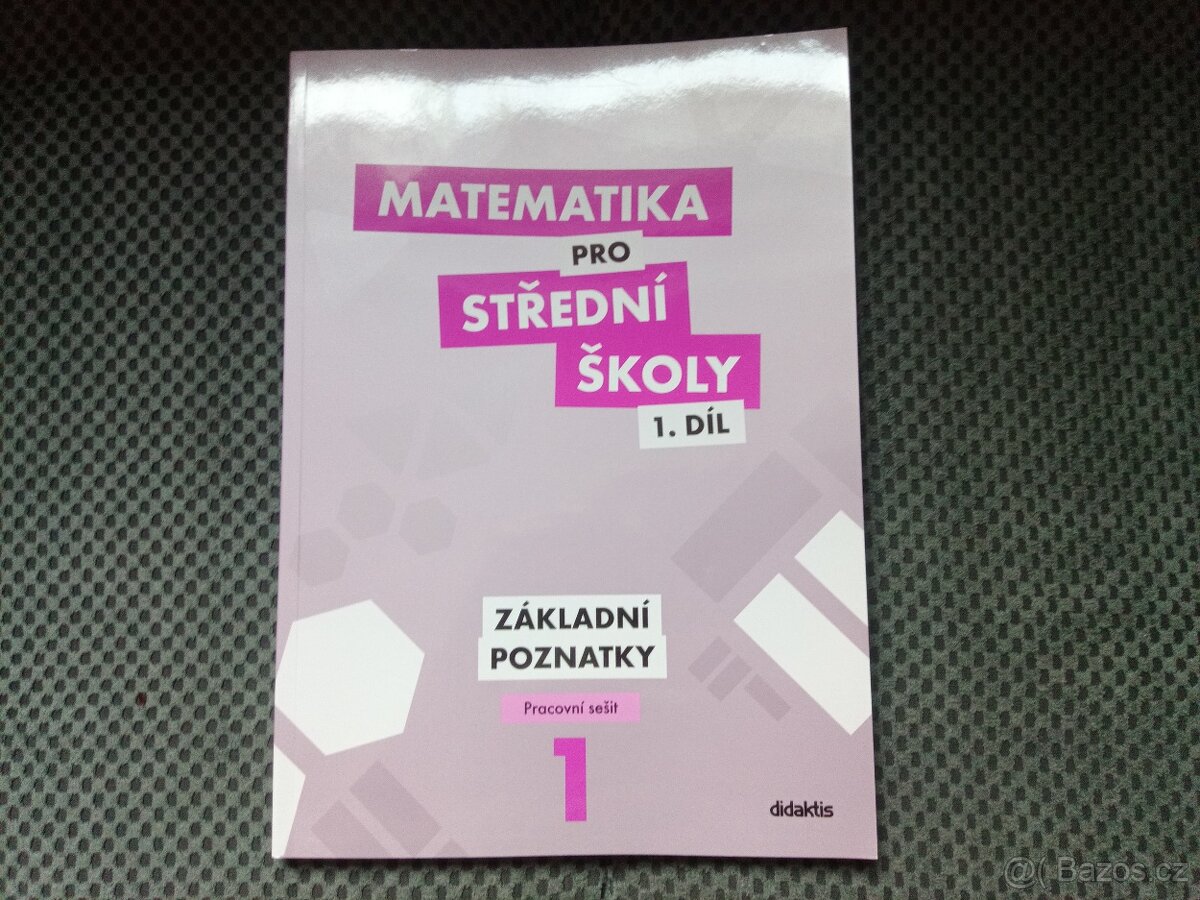 MATEMATIKA
PRO
STŘEDNÍ
ŠKOLY
1. DÍL
ZÁKLADNÍ
POZNATKY
Pracovní sešit
1
didaktis
@( Bazos.cz